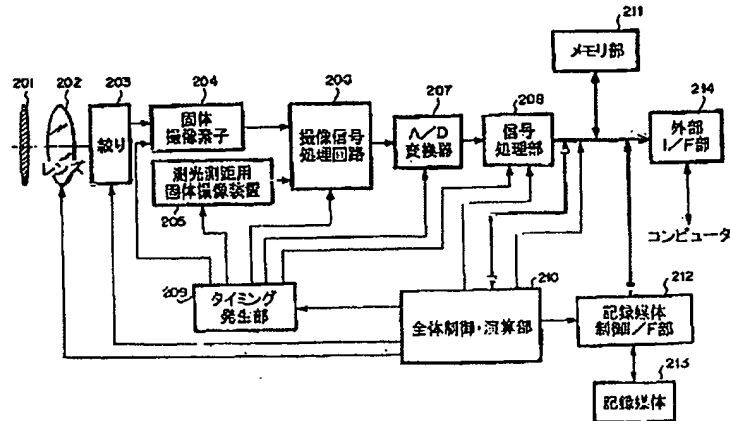 211
メモリ部
201
202
203
204
206
207
208
214
レンズ
絞り
固体
撮像素子
撮像信号
処理回路
A/D
変換器
信号
処理部
外部
I/F部
測光測距用
固体撮像装置
205
コンピュータ
209
タイミング
発生部
210
全体制御・演算部
212
記録媒体
制御I/F部
213
記録媒体